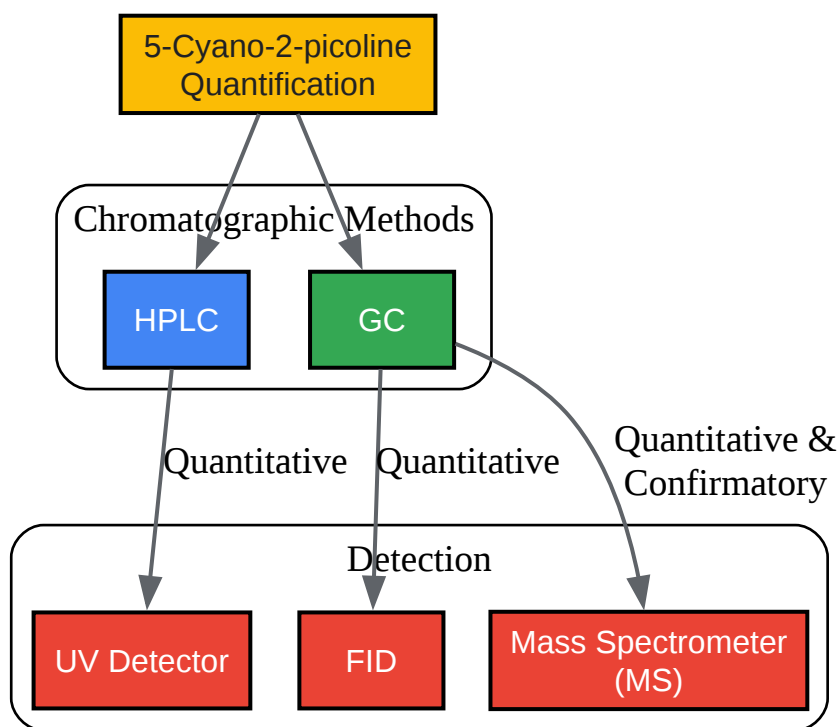 5-Cyano-2-picoline
Quantification
Chromatographic Methods
HPLC
GC
Quantitative
Quantitative
Quantitative &
Confirmatory
Detection
UV Detector
FID
Mass Spectrometer
(MS)